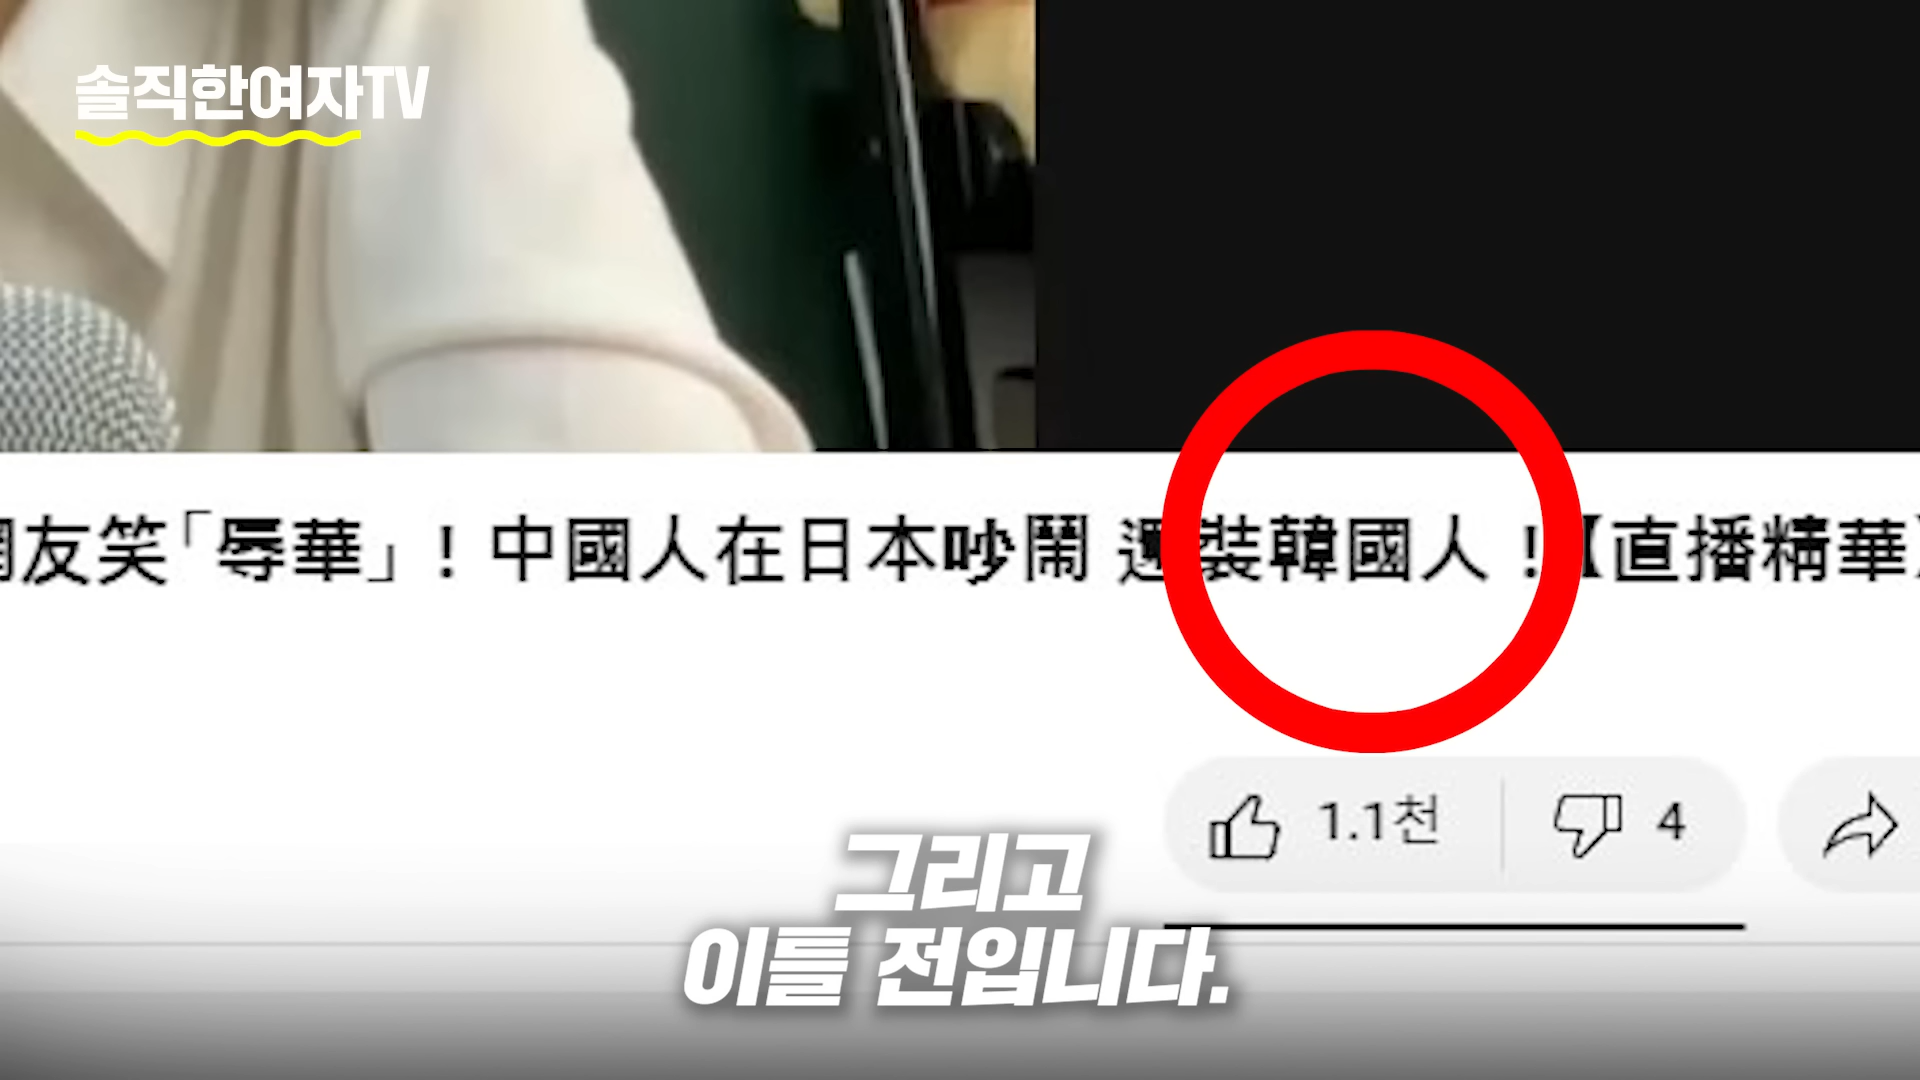 솔직한여자TV
網友笑「辱華」！中國人在日本吵鬧 還裝韓國人！【直播精華】
1.1천
4
그리고
이틀 전입니다.